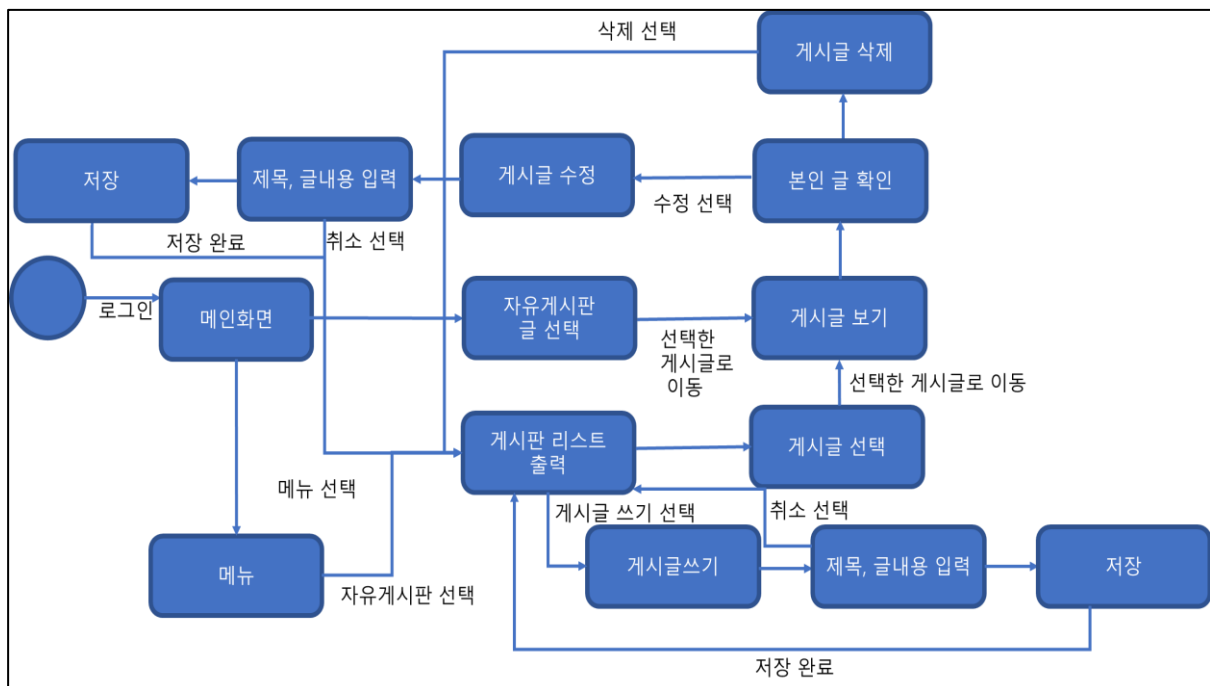 삭제 선택
게시글 삭제
저장
제목, 글내용 입력
게시글 수정
본인 글 확인
수정 선택
저장 완료
취소 선택
로그인
메인화면
자유게시판
글 선택
게시글 보기
선택한
게시글로
이동
선택한 게시글로 이동
게시판 리스트
출력
게시글 선택
메뉴 선택
게시글 쓰기 선택
취소 선택
메뉴
자유게시판 선택
게시글쓰기
제목, 글내용 입력
저장
저장 완료